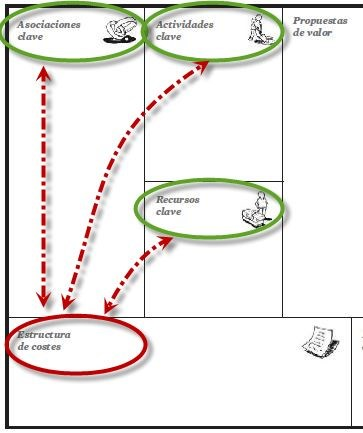 Asociaciones
clave
Actividades
clave
Propuestas
de valor
Recursos
clave
Estructura
de costes